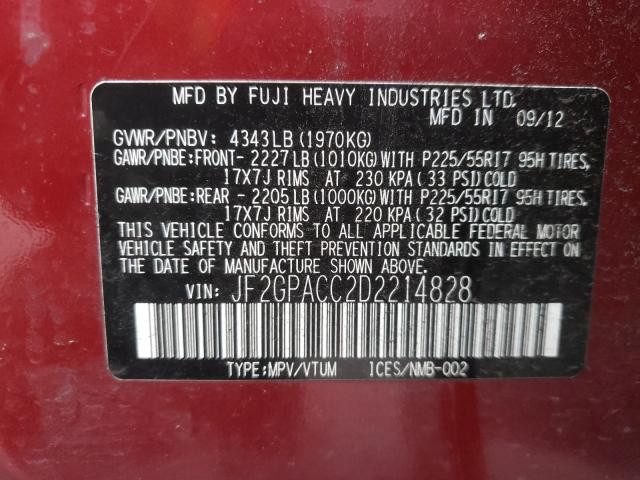 MFD BY FUJI HEAVY INDUSTRIES LTD.
MFD IN 09/12
GVWR/PNBV: 4343LB(1970KG)
GAWR/PNBE:FRONT- 2227LB(1010KG)WITH P225/55R17 95H TIRES,
17X7J RIMS AT 230 KPA( 33 PSI)COLD
GAWR/PNBE:REAR - 2205LB(1000KG)WITH P225/55R17 95H TIRES,
17X7J RIMS AT 220 KPA( 32 PSI)COLD
THIS VEHICLE CONFORMS TO ALL APPLICABLE FEDERAL MOTOR
VEHICLE SAFETY AND THEFT PREVENTION STANDARDS IN EFFECT ON
THE DATE OF MANUFACTURE SHOWN ABOVE.
VIN: JF2GPACC2D2214828
TYPE:MPV/VTUM ICES/NMB-002